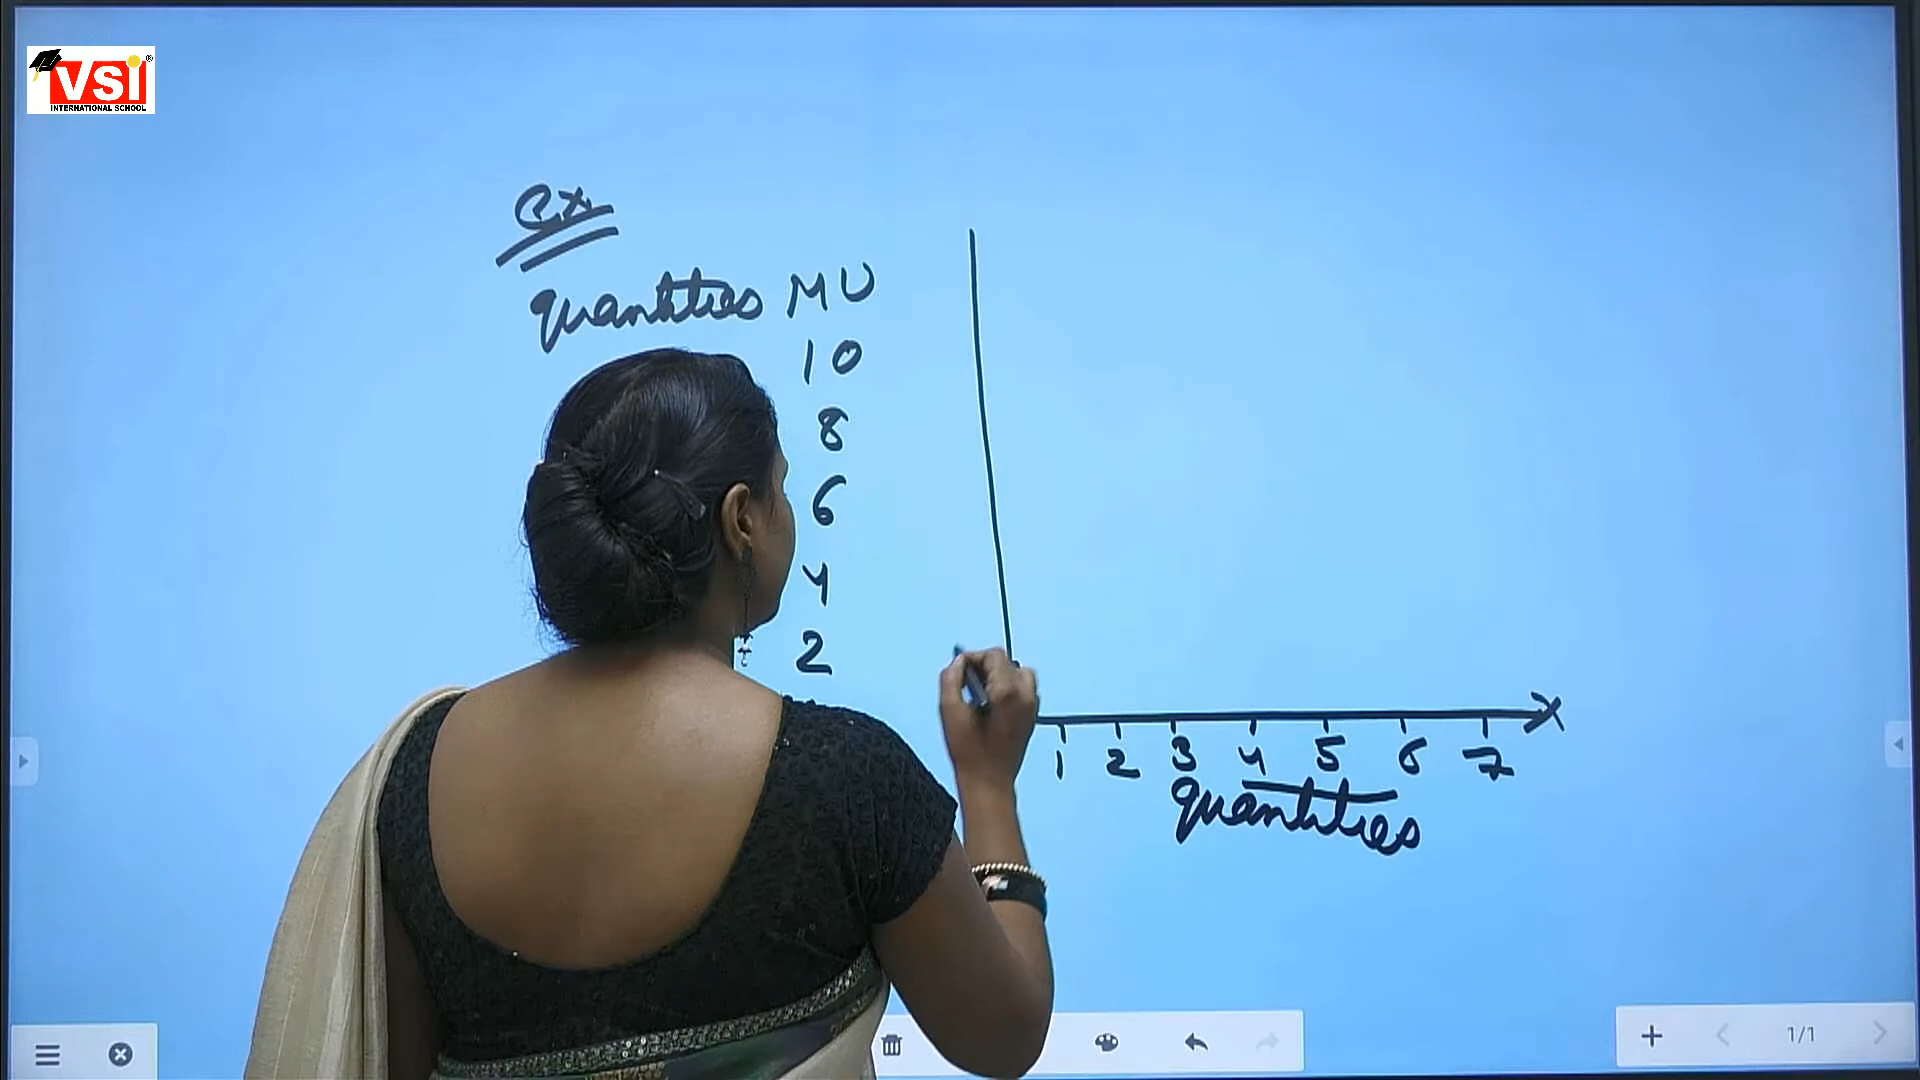 VSI
INTERNATIONAL SCHOOL
Ex
quantities MU
10
8
6
4
2
X
1 2 3 4 5 6 7
quantities
1/1